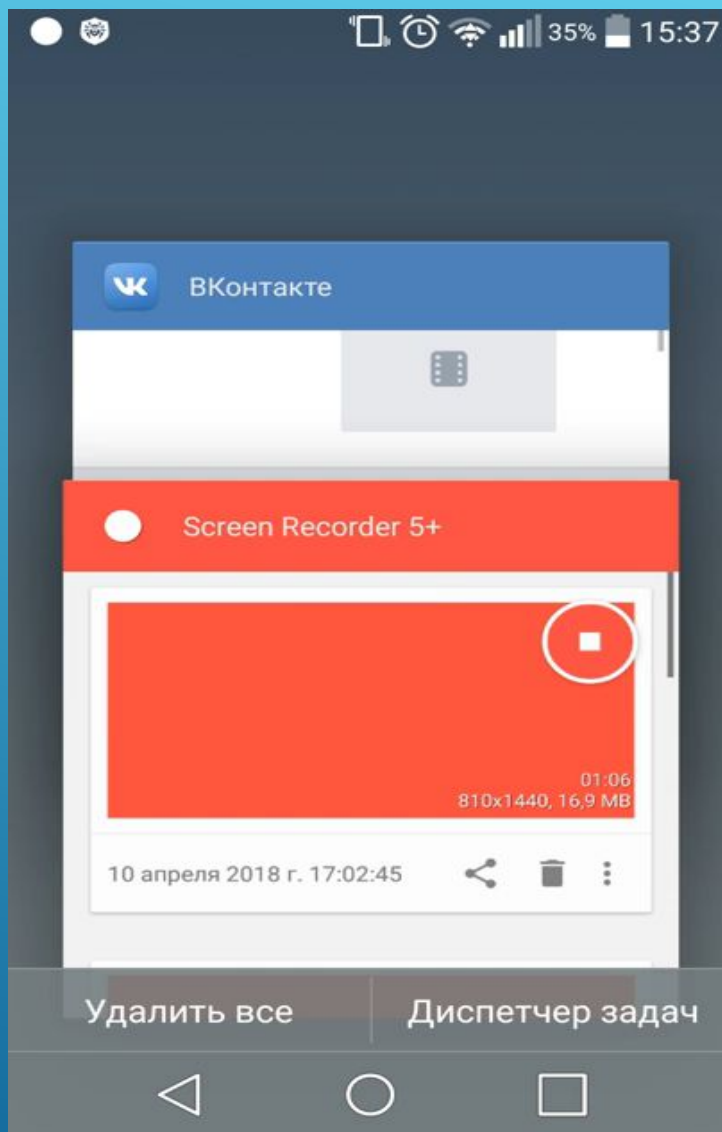 35% 15:37
ВКонтакте
Screen Recorder 5+
01:06
810x1440, 16,9 MB
10 апреля 2018 г. 17:02:45
Удалить все Диспетчер задач